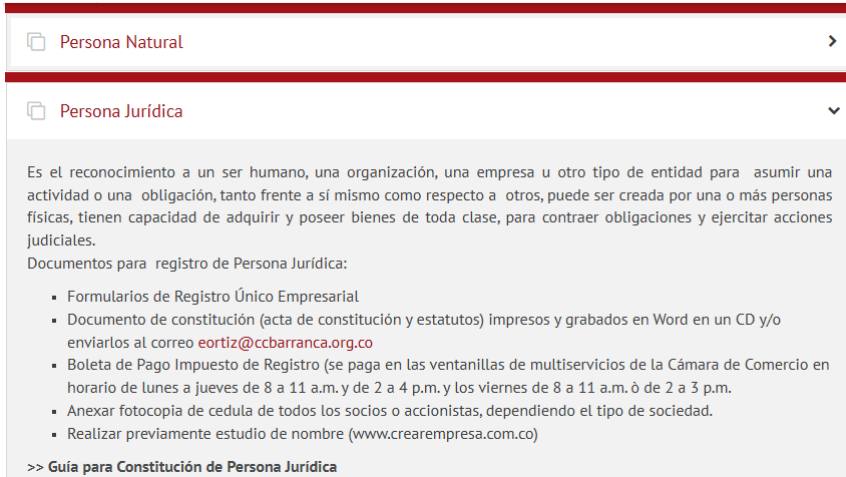 Persona Natural
Persona Jurídica
Es el reconocimiento a un ser humano, una organización, una empresa u otro tipo de entidad para asumir una
actividad o una obligación, tanto frente a sí mismo como respecto a otros, puede ser creada por una o más personas
físicas, tienen capacidad de adquirir y poseer bienes de toda clase, para contraer obligaciones y ejercitar acciones
judiciales.
Documentos para registro de Persona Jurídica:
▪ Formularios de Registro Único Empresarial
▪ Documento de constitución (acta de constitución y estatutos) impresos y grabados en Word en un CD y/o
enviarlos al correo eortiz@ccbarranca.org.co
▪ Boleta de Pago Impuesto de Registro (se paga en las ventanillas de multiservicios de la Cámara de Comercio en
horario de lunes a jueves de 8 a 11 a.m. y de 2 a 4 p.m. y los viernes de 8 a 11 a.m. ò de 2 a 3 p.m.
▪ Anexar fotocopia de cedula de todos los socios o accionistas, dependiendo el tipo de sociedad.
▪ Realizar previamente estudio de nombre (www.crearempresa.com.co)
>> Guía para Constitución de Persona Jurídica